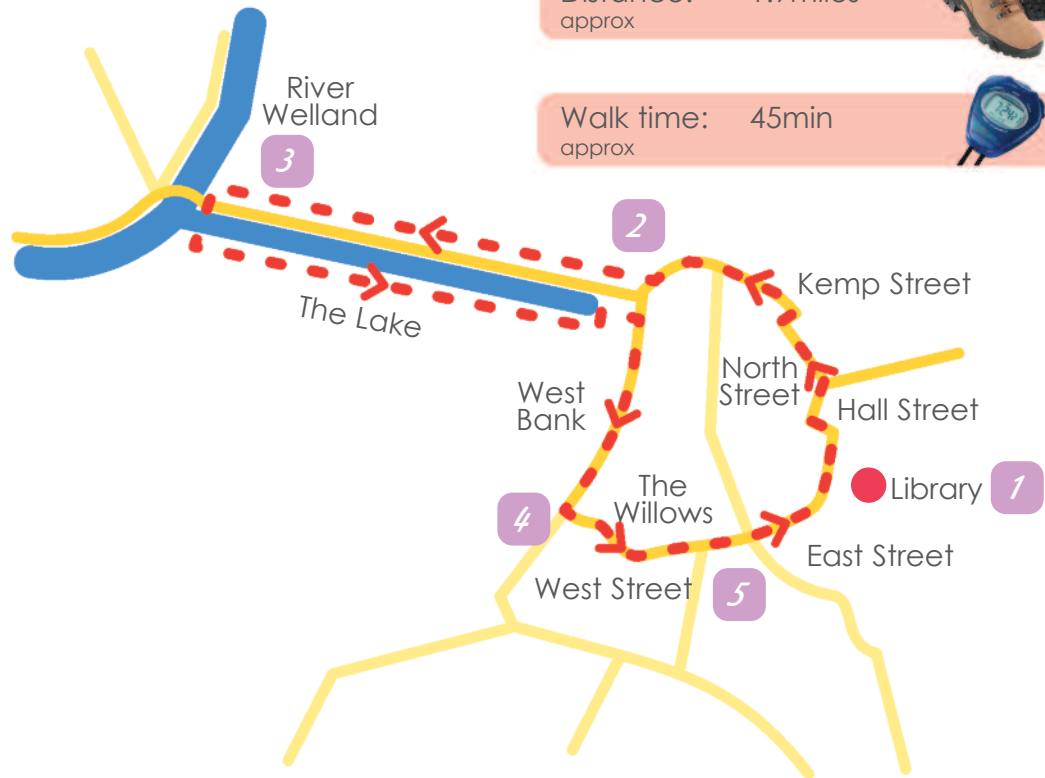 Distance:
approx
Walk time: 45min
approx
River
Welland
3
2
Kemp Street
The Lake
North
Street
West
Bank
Hall Street
The
Willows
Library 1
4
East Street
West Street
5